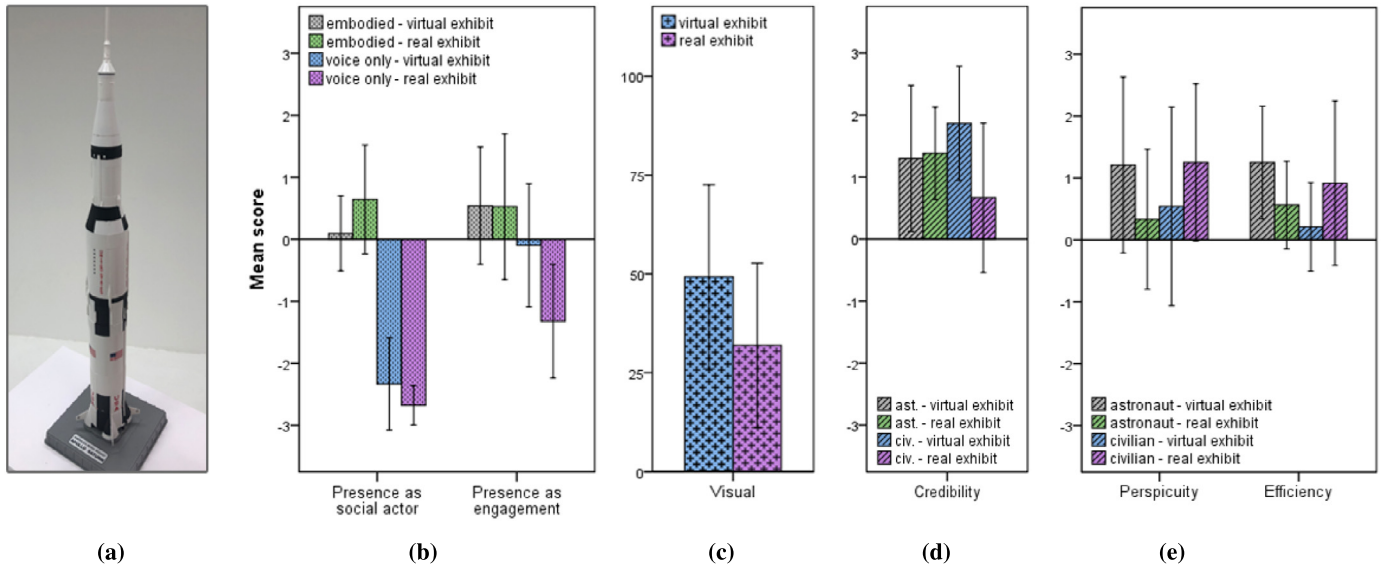 embodied - virtual exhibit
embodied - real exhibit
voice only - virtual exhibit
voice only - real exhibit
Mean score
3
2
1
0
-1
-2
-3
Presence as
social actor
Presence as
engagement
virtual exhibit
real exhibit
100
75
50
25
0
Visual
3
2
1
0
-1
-2
-3
ast. - virtual exhibit
ast. - real exhibit
civ. - virtual exhibit
civ. - real exhibit
Credibility
3
2
1
0
-1
-2
-3
astronaut - virtual exhibit
astronaut - real exhibit
civilian - virtual exhibit
civilian - real exhibit
Perspicuity
Efficiency
(a)
(b)
(c)
(d)
(e)